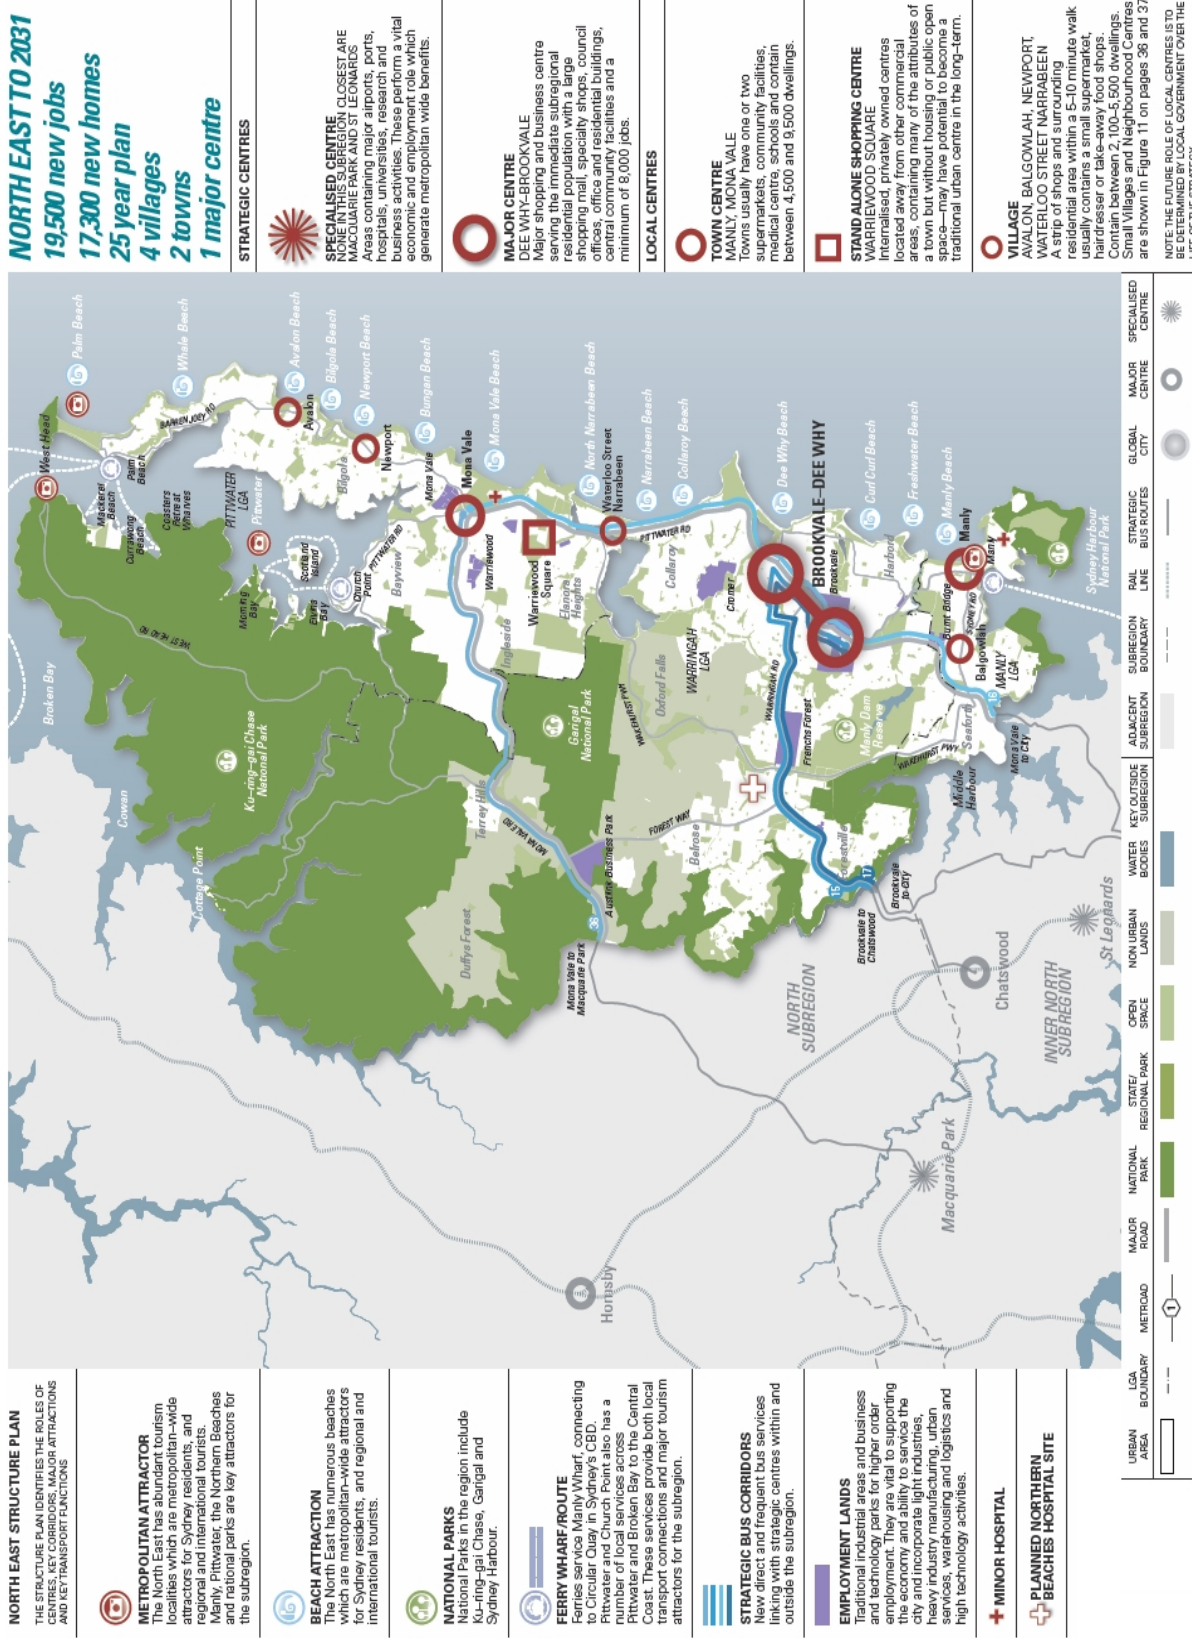 NORTH EAST STRUCTURE PLAN
THE STRUCTURE PLAN IDENTIFIES THE ROLES OF
CENTRES, KEY CORRIDORS, MAJOR ATTRACTIONS
AND KEY TRANSPORT FUNCTIONS
METROPOLITAN ATTRACTOR
The North East has abundant tourism
localities which are metropolitan–wide
attractors for Sydney residents, and
regional and international tourists.
Manly, Pittwater, the Northern Beaches
and national parks are key attractors for
the subregion.
BEACH ATTRACTION
The North East has numerous beaches
which are metropolitan–wide attractors
for Sydney residents, and regional and
international tourists.
NATIONAL PARKS
National Parks in the region include
Ku–ring–gai Chase, Garigal and
Sydney Harbour.
FERRY WHARF/ROUTE
Ferries service Manly Wharf, connecting
to Circular Quay in Sydney's CBD.
Pittwater and Church Point also has a
number of local services across
Pittwater and Broken Bay to the Central
Coast. These services provide both local
transport connections and major tourism
attractors for the subregion.
STRATEGIC BUS CORRIDORS
New direct and frequent bus services
linking with strategic centres within and
outside the subregion.
EMPLOYMENT LANDS
Traditional industrial areas and business
and technology parks for higher order
employment. They are vital to supporting
the economy and ability to service the
city and incorporate light industries,
heavy industry manufacturing, urban
services, warehousing and logistics and
high technology activities.
MINOR HOSPITAL
PLANNED NORTHERN
BEACHES HOSPITAL SITE
Broken Bay
Cowan
Cottage Point
Ku–ring–gai Chase
National Park
WEST HEAD RD
West Head
Palm Beach
Whale Beach
Avalon Beach
Bilgola Beach
Newport Beach
Bungan Beach
Mona Vale Beach
North Narrabeen Beach
Narrabeen Beach
Collaroy Beach
Dee Why Beach
Curl Curl Beach
Freshwater Beach
Manly Beach
BARRENJOEY RD
Mackerel
Beach
Palm
Beach
Currawong
Beach
Coasters
Retreat
Wharves
PITTWATER
LGA
Pittwater
Avalon
Bilgola
Newport
Mona Vale
Mona Vale
Scotland
Island
Morning
Bay
Elvina
Bay
Church
Point
PITTWATER RD
Bayview
Warriewood
Warriewood
Square
Elanora
Heights
Waterloo Street
Narrabeen
Ingleside
Terrey Hills
MONA VALE RD
Duffys Forest
Garigal
National Park
Austlink Business Park
36
Mona Vale to
Macquarie Park
PITTWATER RD
Collaroy
Cromer
WARRINGAH
LGA
Oxford Falls
WAKEHURST PWY
FOREST WAY
Belrose
WARRINGAH RD
Frenchs Forest
BROOKVALE–DEE WHY
Brookvale
Harbord
Manly Dam
Reserve
Forestville
15
17
Brookvale to
Chatswood
Brookvale
to City
WAKEHURST PWY
Seaforth
Middle
Harbour
Burnt Bridge
SYDNEY RD
Balgowlah
MANLY
LGA
Manly
Manly
16
Mona Vale
to City
Sydney Harbour
National Park
NORTH
SUBREGION
INNER NORTH
SUBREGION
Chatswood
St Leonards
Macquarie Park
Hornsby
NORTH EAST TO 2031
19,500 new jobs
17,300 new homes
25 year plan
4 villages
2 towns
1 major centre
STRATEGIC CENTRES
SPECIALISED CENTRE
NONE IN THIS SUBREGION CLOSEST ARE
MACQUARIE PARK AND ST LEONARDS
Areas containing major airports, ports,
hospitals, universities, research and
business activities. These perform a vital
economic and employment role which
generate metropolitan wide benefits.
MAJOR CENTRE
DEE WHY–BROOKVALE
Major shopping and business centre
serving the immediate subregional
residential population with a large
shopping mall, specialty shops, council
offices, office and residential buildings,
central community facilities and a
minimum of 8,000 jobs.
LOCAL CENTRES
TOWN CENTRE
MANLY, MONA VALE
Towns usually have one or two
supermarkets, community facilities,
medical centre, schools and contain
between 4,500 and 9,500 dwellings.
STAND ALONE SHOPPING CENTRE
WARRIEWOOD SQUARE
Internalised, privately owned centres
located away from other commercial
areas, containing many of the attributes of
a town but without housing or public open
space—may have potential to become a
traditional urban centre in the long–term.
VILLAGE
AVALON, BALGOWLAH, NEWPORT,
WATERLOO STREET NARRABEEN
A strip of shops and surrounding
residential area within a 5–10 minute walk
usually contains a small supermarket,
hairdresser or take–away food shops.
Contain between 2,100–5,500 dwellings.
Small Villages and Neighbourhood Centres
are shown in Figure 11 on pages 36 and 37
NOTE: THE FUTURE ROLE OF LOCAL CENTRES IS TO
BE DETERMINED BY LOCAL GOVERNMENT OVER THE
URBAN
AREA
LGA
BOUNDARY
METROAD
1
MAJOR
ROAD
NATIONAL
PARK
STATE/
REGIONAL PARK
OPEN
SPACE
NON URBAN
LANDS
WATER
BODIES
KEY OUTSIDE
SUBREGION
ADJACENT
SUBREGION
SUBREGION
BOUNDARY
RAIL
LINE
STRATEGIC
BUS ROUTES
GLOBAL
CITY
MAJOR
CENTRE
SPECIALISED
CENTRE